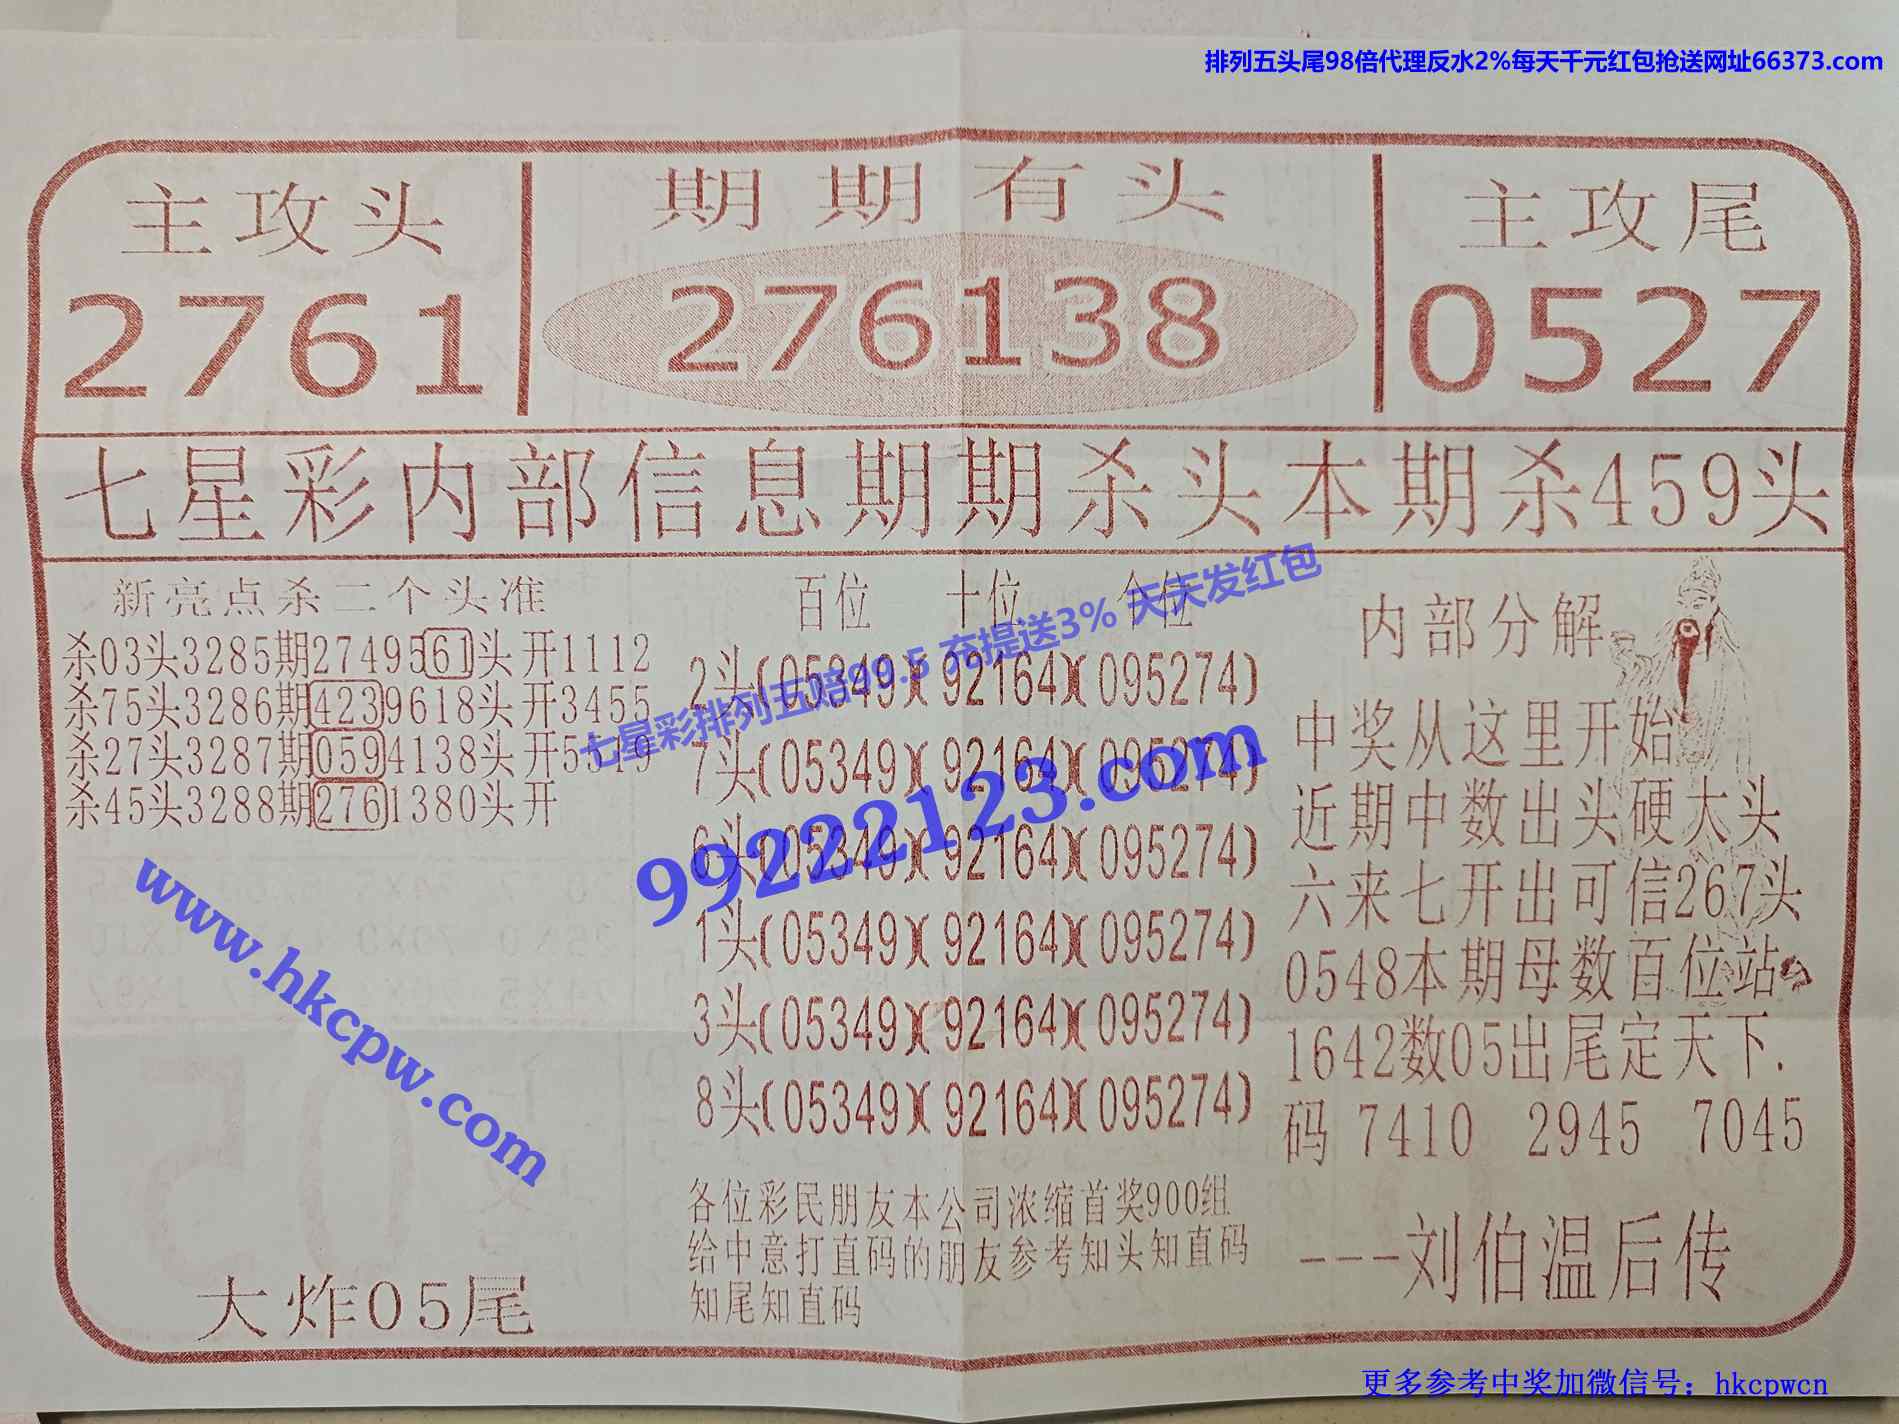 排列五头尾98倍代理反水2%每天千元红包抢送网址66373.com
主攻头
2761
期期有头
276138
主攻尾
0527
七星彩内部信息期期杀头本期杀459头
新亮点杀二个头准
杀03头3285期2749561头开1112
杀75头3286期4239618头开3455
杀27头3287期0594138头开5519
杀45头3288期2761380头开
大炸05尾
百位 十位 个位
2头(05349)(92164)(095274)
7头(05349)(92164)(095274)
6头(05349)(92164)(095274)
1头(05349)(92164)(095274)
3头(05349)(92164)(095274)
8头(05349)(92164)(095274)
各位彩民朋友本公司浓缩首奖900组
给中意打直码的朋友参考知头知直码
知尾知直码
内部分解
中奖从这里开始
近期中数出头硬大头
六来七开出可信267头
0548本期母数百位站
1642数05出尾定天下.
码 7410 2945 7045
---刘伯温后传
七星彩排列五赔99.5 充提送3% 天天发红包
99222123.com
www.hkcpw.com
更多参考中奖加微信号：hkcpwcn